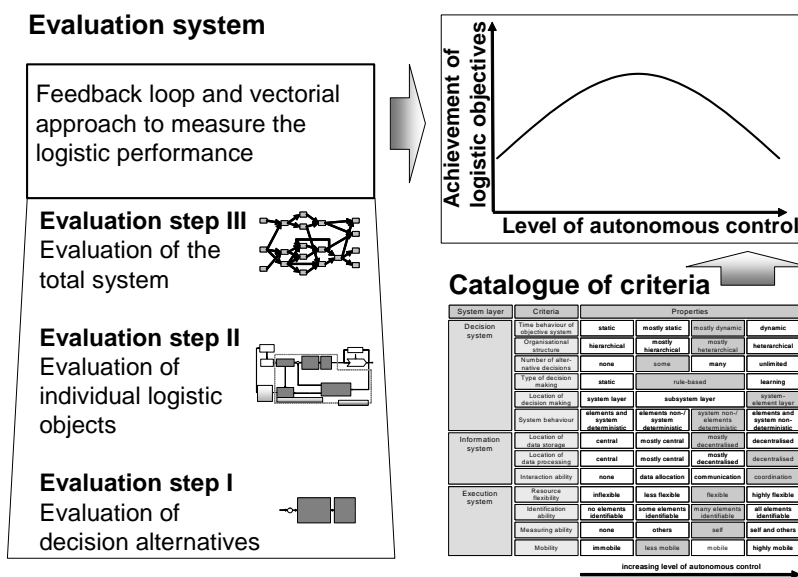 Evaluation system
Feedback loop and vectorial
approach to measure the
logistic performance
Evaluation step III
Evaluation of the
total system
Evaluation step II
Evaluation of
individual logistic
objects
Evaluation step I
Evaluation of
decision alternatives
Achievement of
logistic objectives
Level of autonomous control
Catalogue of criteria
System layer Criteria Properties
Decision
system
Time behaviour of
objective system
static mostly static mostly dynamic dynamic
Organisational
structure
hierarchical mostly
hierarchical mostly
heterarchical heterarchical
Number of alter-
native decisions
none some many unlimited
Type of decision
making
static rule-based learning
Location of
decision making
system layer subsystem layer system-
element layer
System behaviour
elements and
system
deterministic
elements non-/
system
deterministic
system non-/
elements
deterministic
elements and
system non-
deterministic
Information
system
Location of
data storage
central mostly central mostly
decentralised decentralised
Location of
data processing
central mostly central mostly
decentralised decentralised
Interaction ability none data allocation communication coordination
Execution
system
Resource
flexibility
inflexible less flexible flexible highly flexible
Identification
ability
no elements
identifiable
some elements
identifiable
many elements
identifiable
all elements
identifiable
Measuring ability none others self self and others
Mobility immobile less mobile mobile highly mobile
increasing level of autonomous control